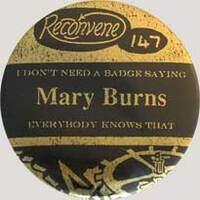 Reconvene
147
I DON'T NEED A BADGE SAYING
Mary Burns
EVERYBODY KNOWS THAT